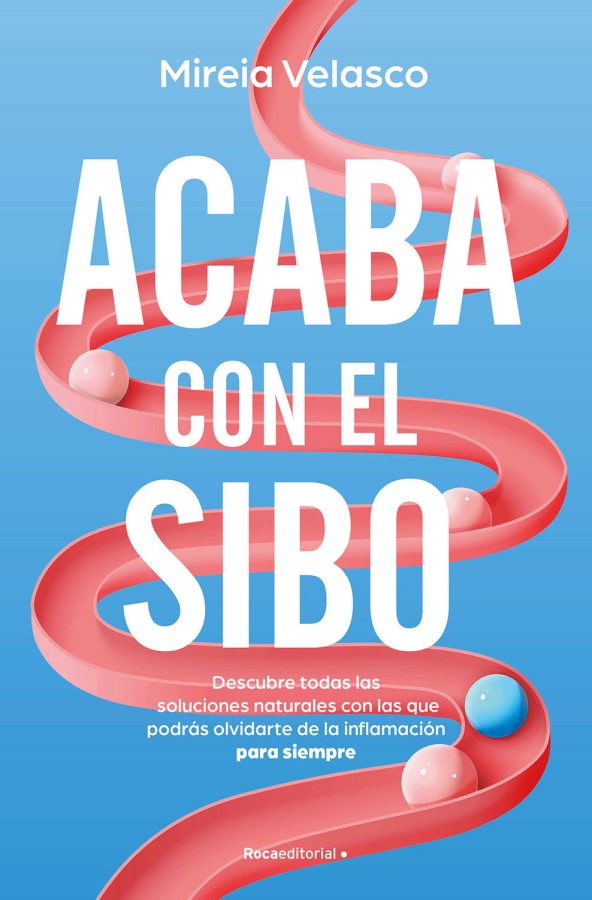 Mireia Velasco
ACABA
CON EL
SIBO
Descubre todas las
soluciones naturales con las que
podrás olvidarte de la inflamación
para siempre
Rocaeditorial